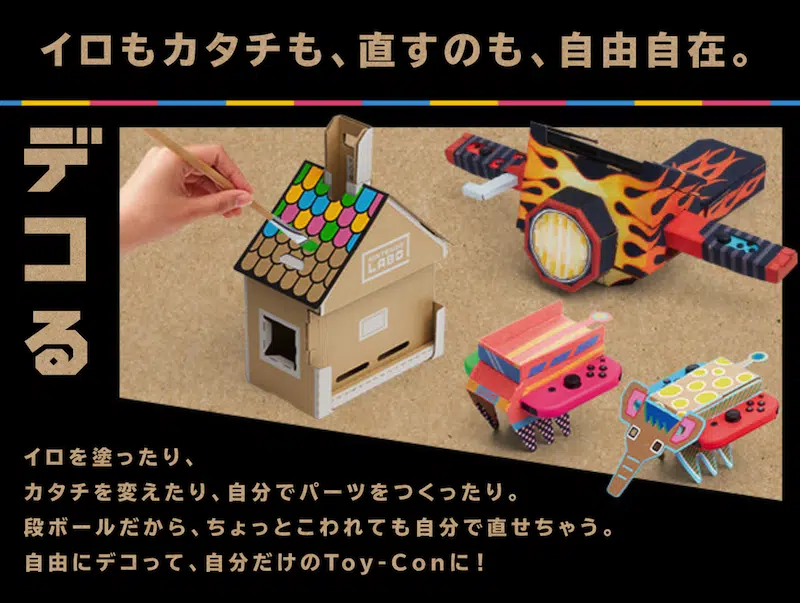 イロもカタチも、直すのも、自由自在。
デコる
NINTENDO
LABO
イロを塗ったり、
カタチを変えたり、自分でパーツをつくったり。
段ボールだから、ちょっとこわれても自分で直せちゃう。
自由にデコって、自分だけのToy-Conに！